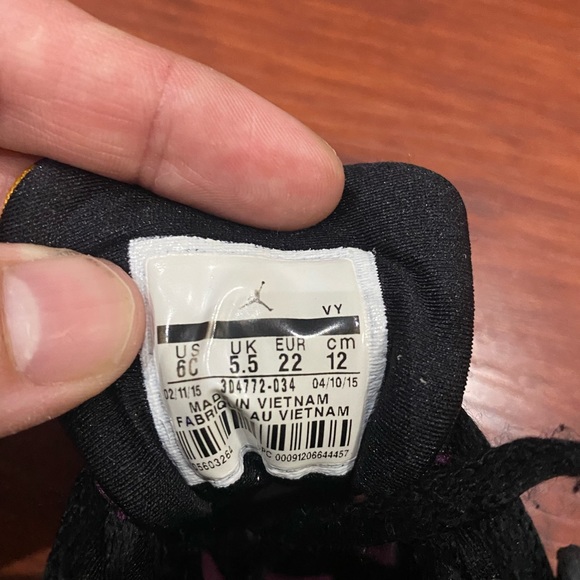 VY
US UK EUR cm
6C 5.5 22 12
02/11/15 304772-034 04/10/15
MADE IN VIETNAM
AU VIETNAM
PC 00091206644457